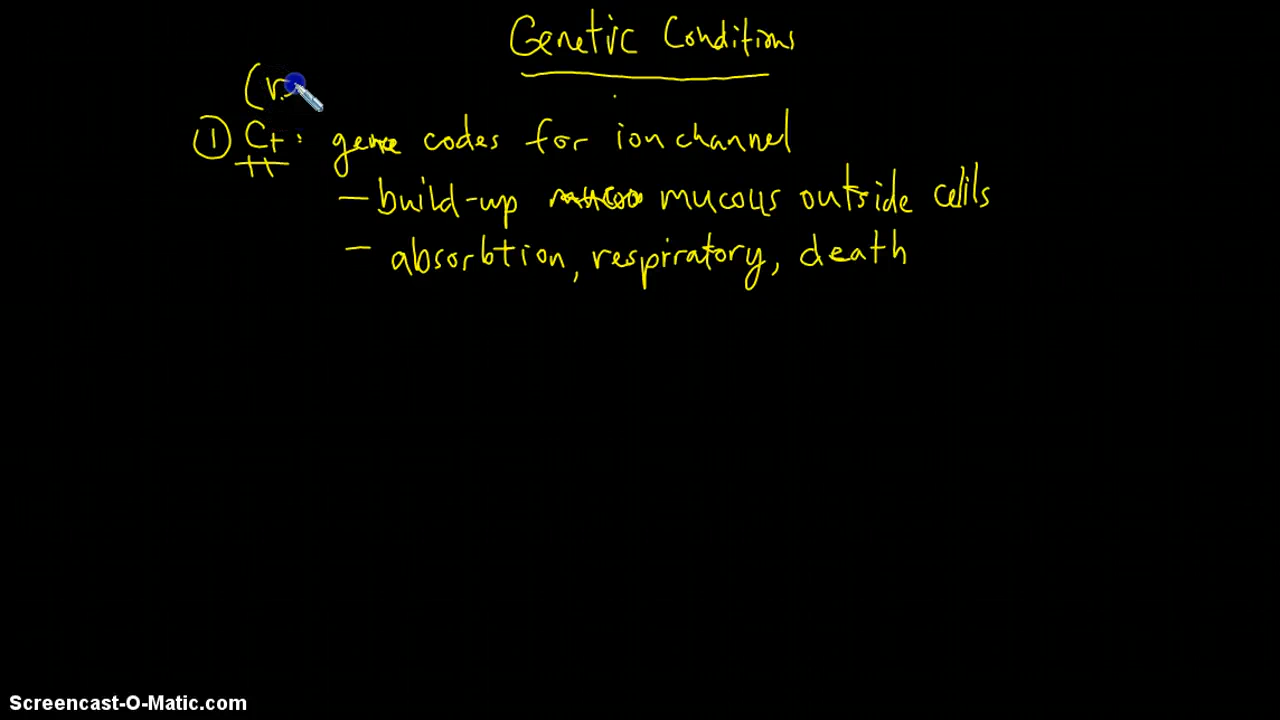 Genetic Conditions
(r
① CF: gene codes for ion channel
- build-up mucous outside cells
- absorbtion, respiratory, death
Screencast-O-Matic.com